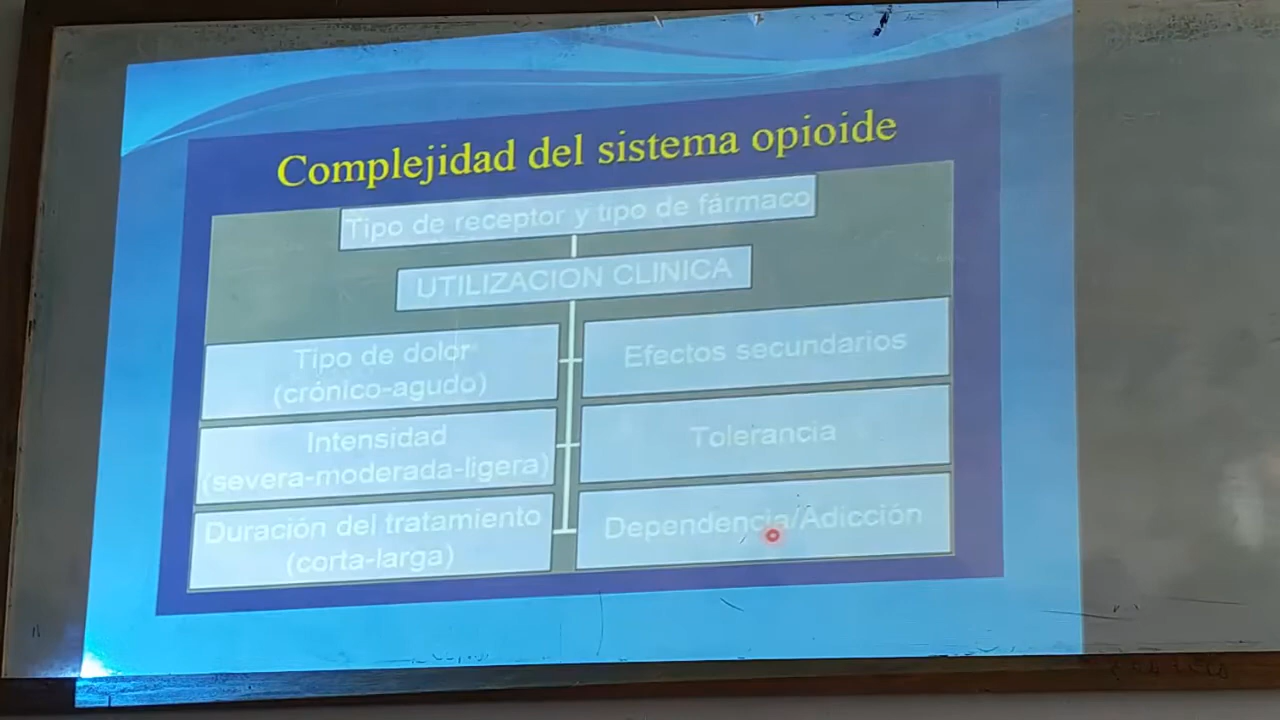 Complejidad del sistema opioide
Tipo de receptor y tipo de fármaco
UTILIZACION CLINICA
Tipo de dolor
(crónico-agudo)
Efectos secundarios
Intensidad
(severa-moderada-ligera)
Tolerancia
Duración del tratamiento
(corta-larga)
Dependencia/Adicción